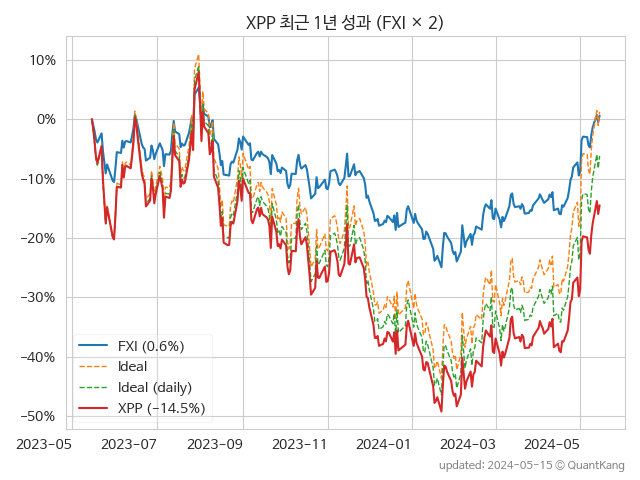 XPP 최근 1년 성과 (FXI × 2)
10%
0%
−10%
−20%
−30%
−40%
−50%
FXI (0.6%)
Ideal
Ideal (daily)
XPP (−14.5%)
2023-05
2023-07
2023-09
2023-11
2024-01
2024-03
2024-05
updated: 2024-05-15 © QuantKang